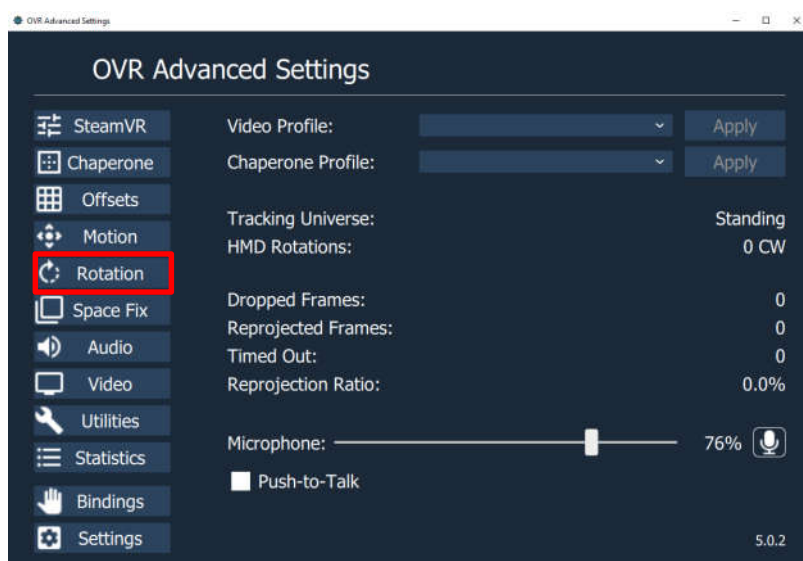 OVR Advanced Settings
OVR Advanced Settings
SteamVR
Chaperone
Offsets
Motion
Rotation
Space Fix
Audio
Video
Utilities
Statistics
Bindings
Settings
Video Profile: Apply
Chaperone Profile: Apply
Tracking Universe: Standing
HMD Rotations: 0 CW
Dropped Frames: 0
Reprojected Frames: 0
Timed Out: 0
Reprojection Ratio: 0.0%
Microphone: 76%
Push-to-Talk
5.0.2